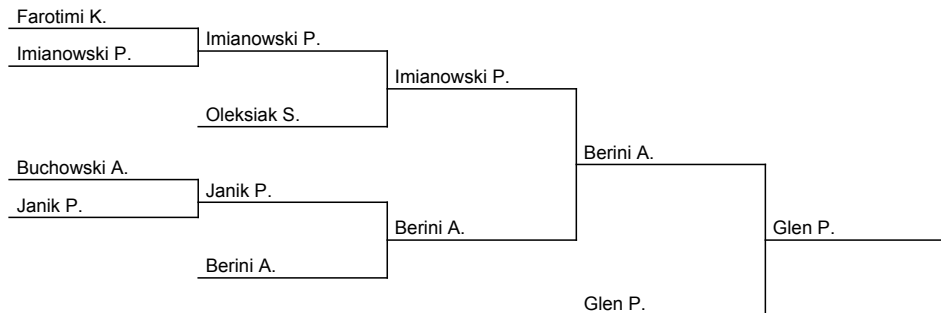 Farotimi K.
Imianowski P.
Imianowski P.
Imianowski P.
Oleksiak S.
Berini A.
Buchowski A.
Janik P.
Janik P.
Berini A.
Glen P.
Berini A.
Glen P.